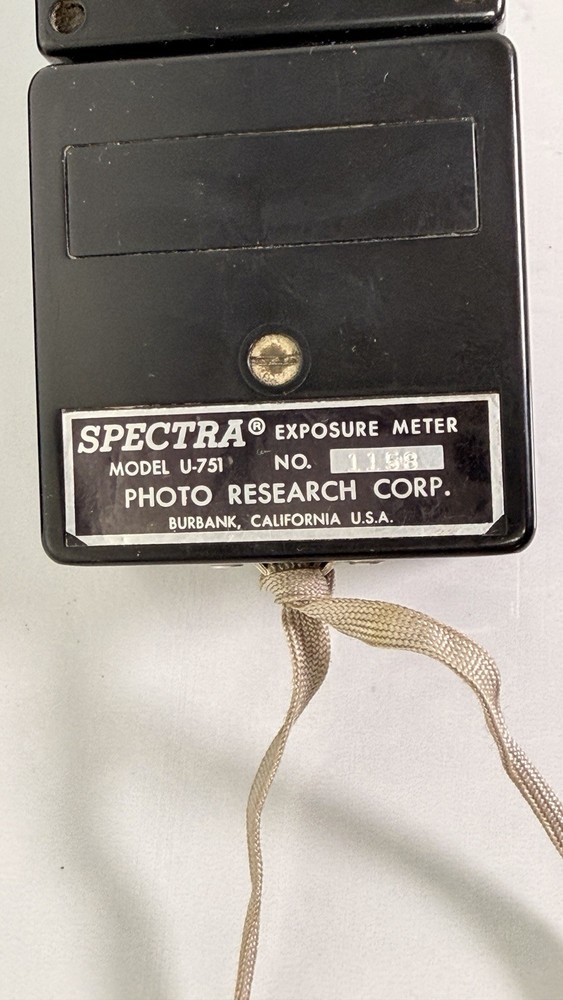 SPECTRA® EXPOSURE METER
MODEL U-751 NO. 1158
PHOTO RESEARCH CORP.
BURBANK, CALIFORNIA U.S.A.